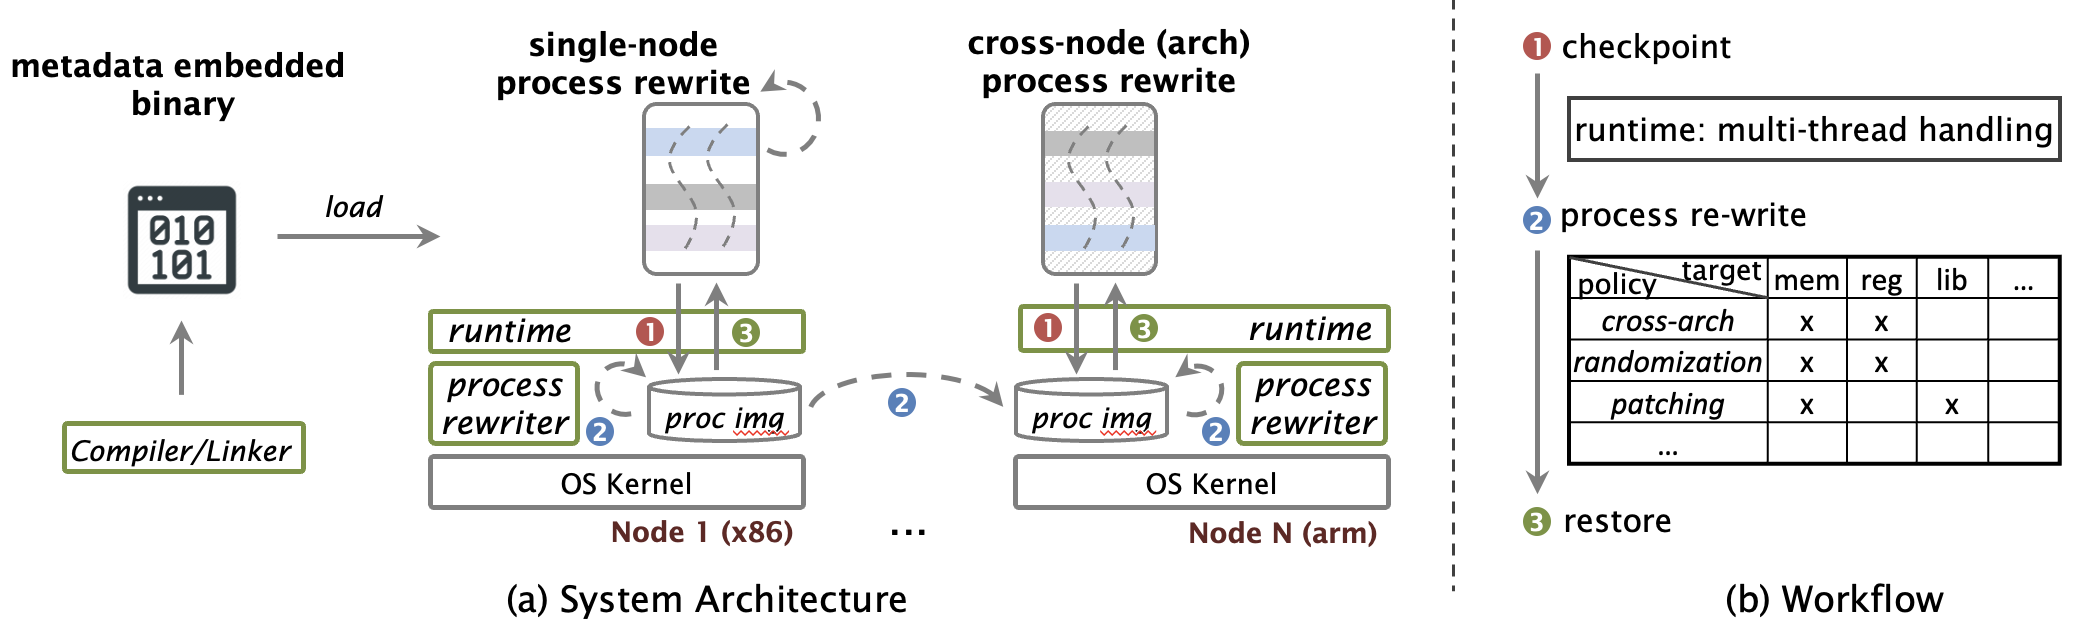 metadata embedded
binary
010
101
load
Compiler/Linker
single-node
process rewrite
runtime
1
3
process
rewriter
2
proc img
OS Kernel
Node 1 (x86)
2
...
cross-node (arch)
process rewrite
1
3
runtime
proc img
2
process
rewriter
OS Kernel
Node N (arm)
(a) System Architecture
1 checkpoint
runtime: multi-thread handling
2 process re-write
policy target mem reg lib ...
cross-arch x x
randomization x x
patching x x
...
3 restore
(b) Workflow